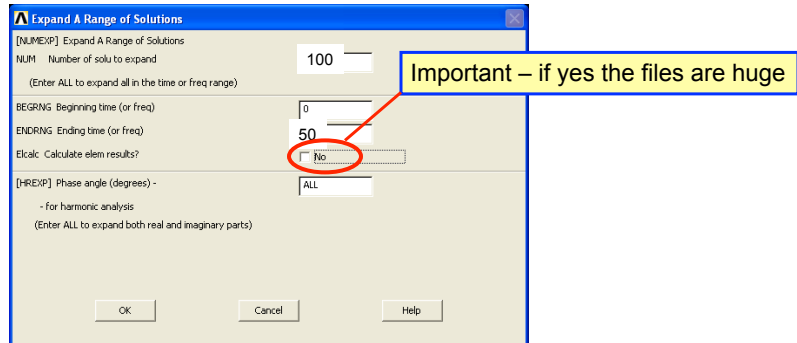 Expand A Range of Solutions
[NUMEXP] Expand A Range of Solutions
NUM Number of solu to expand 100
(Enter ALL to expand all in the time or freq range)
Important – if yes the files are huge
BEGRNG Beginning time (or freq) 0
ENDRNG Ending time (or freq) 50
Elcalc Calculate elem results? No
[HREXP] Phase angle (degrees) - ALL
- for harmonic analysis
(Enter ALL to expand both real and imaginary parts)
OK Cancel Help